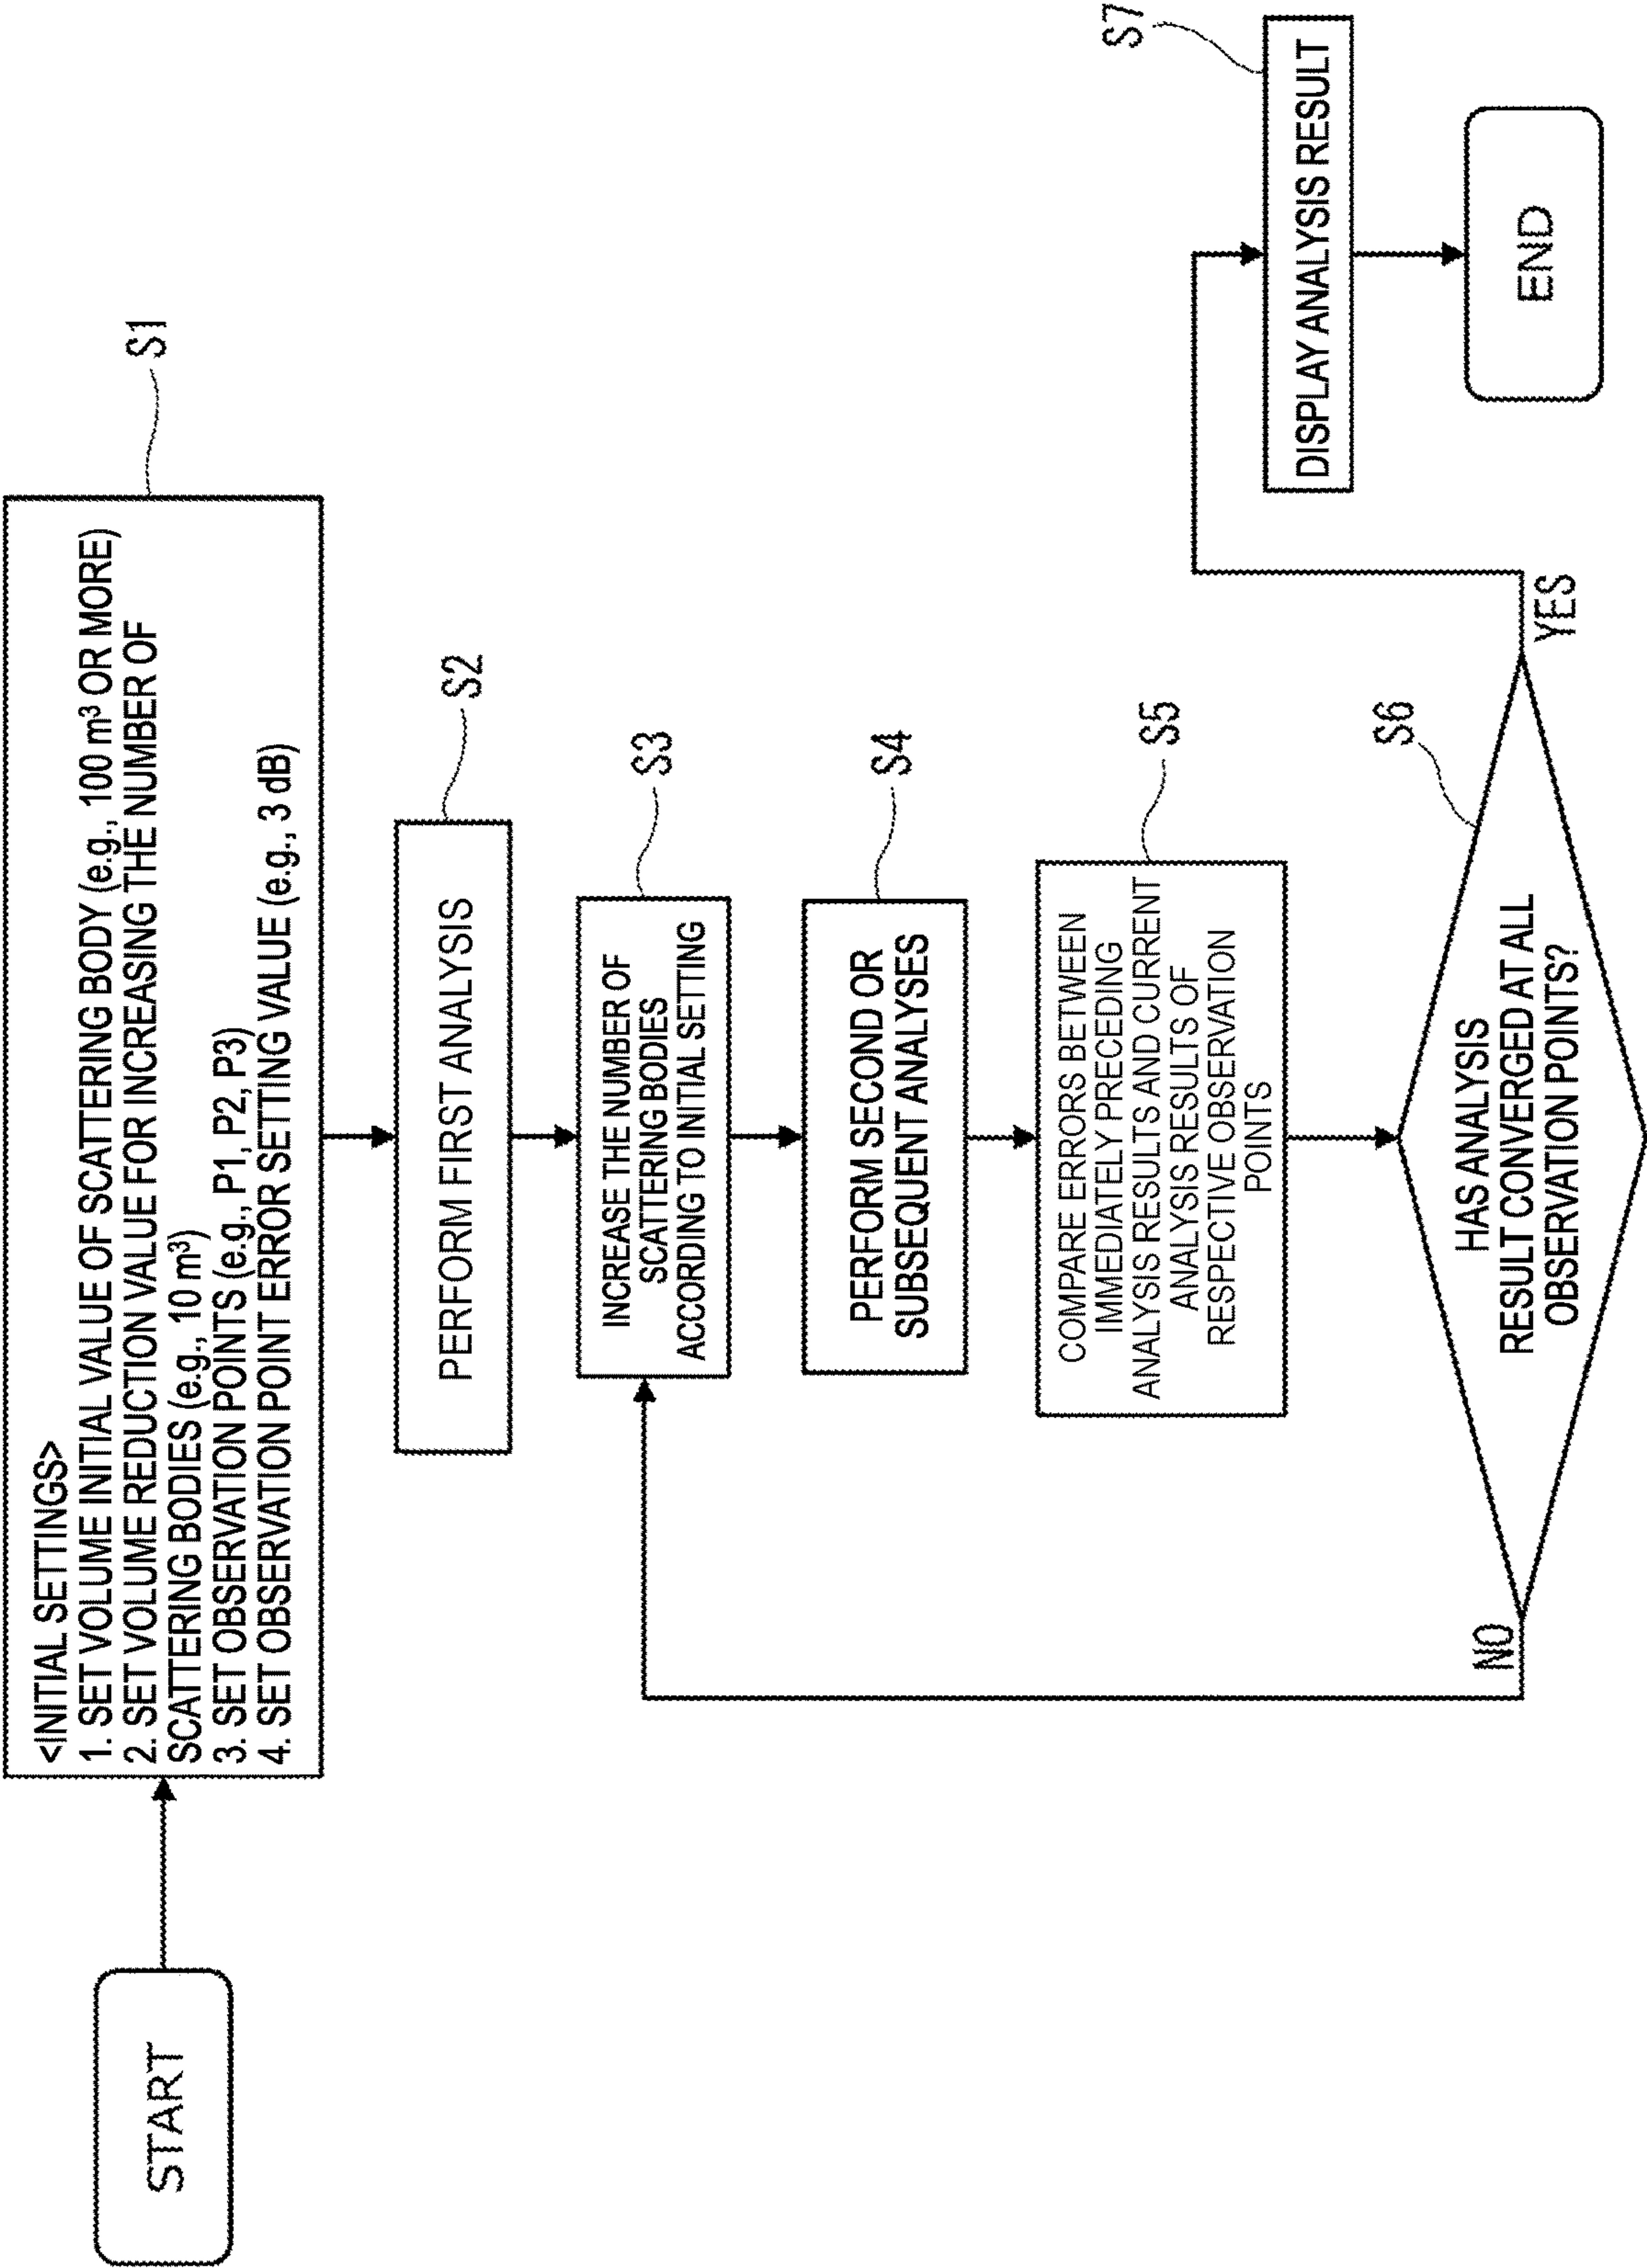 START
S1
<INITIAL SETTINGS>
1. SET VOLUME INITIAL VALUE OF SCATTERING BODY (e.g., 100 m³ OR MORE)
2. SET VOLUME REDUCTION VALUE FOR INCREASING THE NUMBER OF
SCATTERING BODIES (e.g., 10 m³)
3. SET OBSERVATION POINTS (e.g., P1, P2, P3)
4. SET OBSERVATION POINT ERROR SETTING VALUE (e.g., 3 dB)
S2
PERFORM FIRST ANALYSIS
S3
INCREASE THE NUMBER OF
SCATTERING BODIES
ACCORDING TO INITIAL SETTING
S4
PERFORM SECOND OR
SUBSEQUENT ANALYSES
S5
COMPARE ERRORS BETWEEN
IMMEDIATELY PRECEDING
ANALYSIS RESULTS AND CURRENT
ANALYSIS RESULTS OF
RESPECTIVE OBSERVATION
POINTS
S6
HAS ANALYSIS
RESULT CONVERGED AT ALL
OBSERVATION POINTS?
NO
YES
S7
DISPLAY ANALYSIS RESULT
END